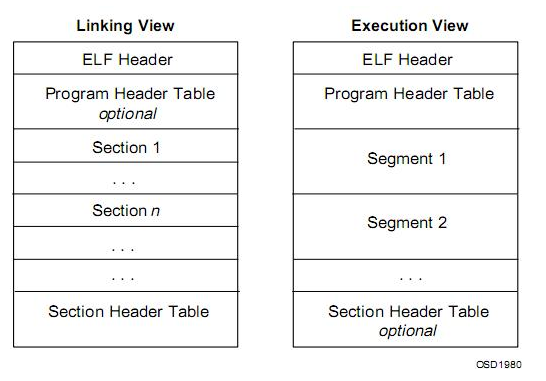 Linking View
ELF Header
Program Header Table
optional
Section 1
. . .
Section n
. . .
. . .
Section Header Table
Execution View
ELF Header
Program Header Table
Segment 1
Segment 2
. . .
Section Header Table
optional
OSD1980